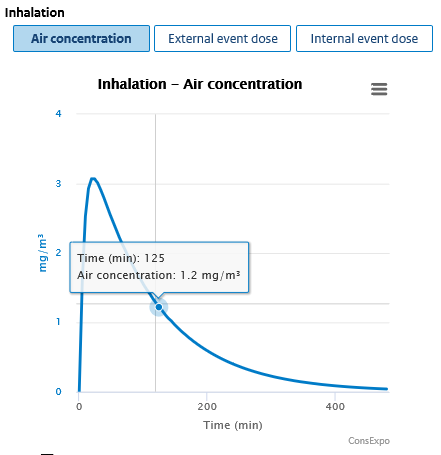 Inhalation
Air concentration
External event dose
Internal event dose
Inhalation – Air concentration
4
3
2
1
0
mg/m³
Time (min): 125
Air concentration: 1.2 mg/m³
0
200
400
Time (min)
ConsExpo